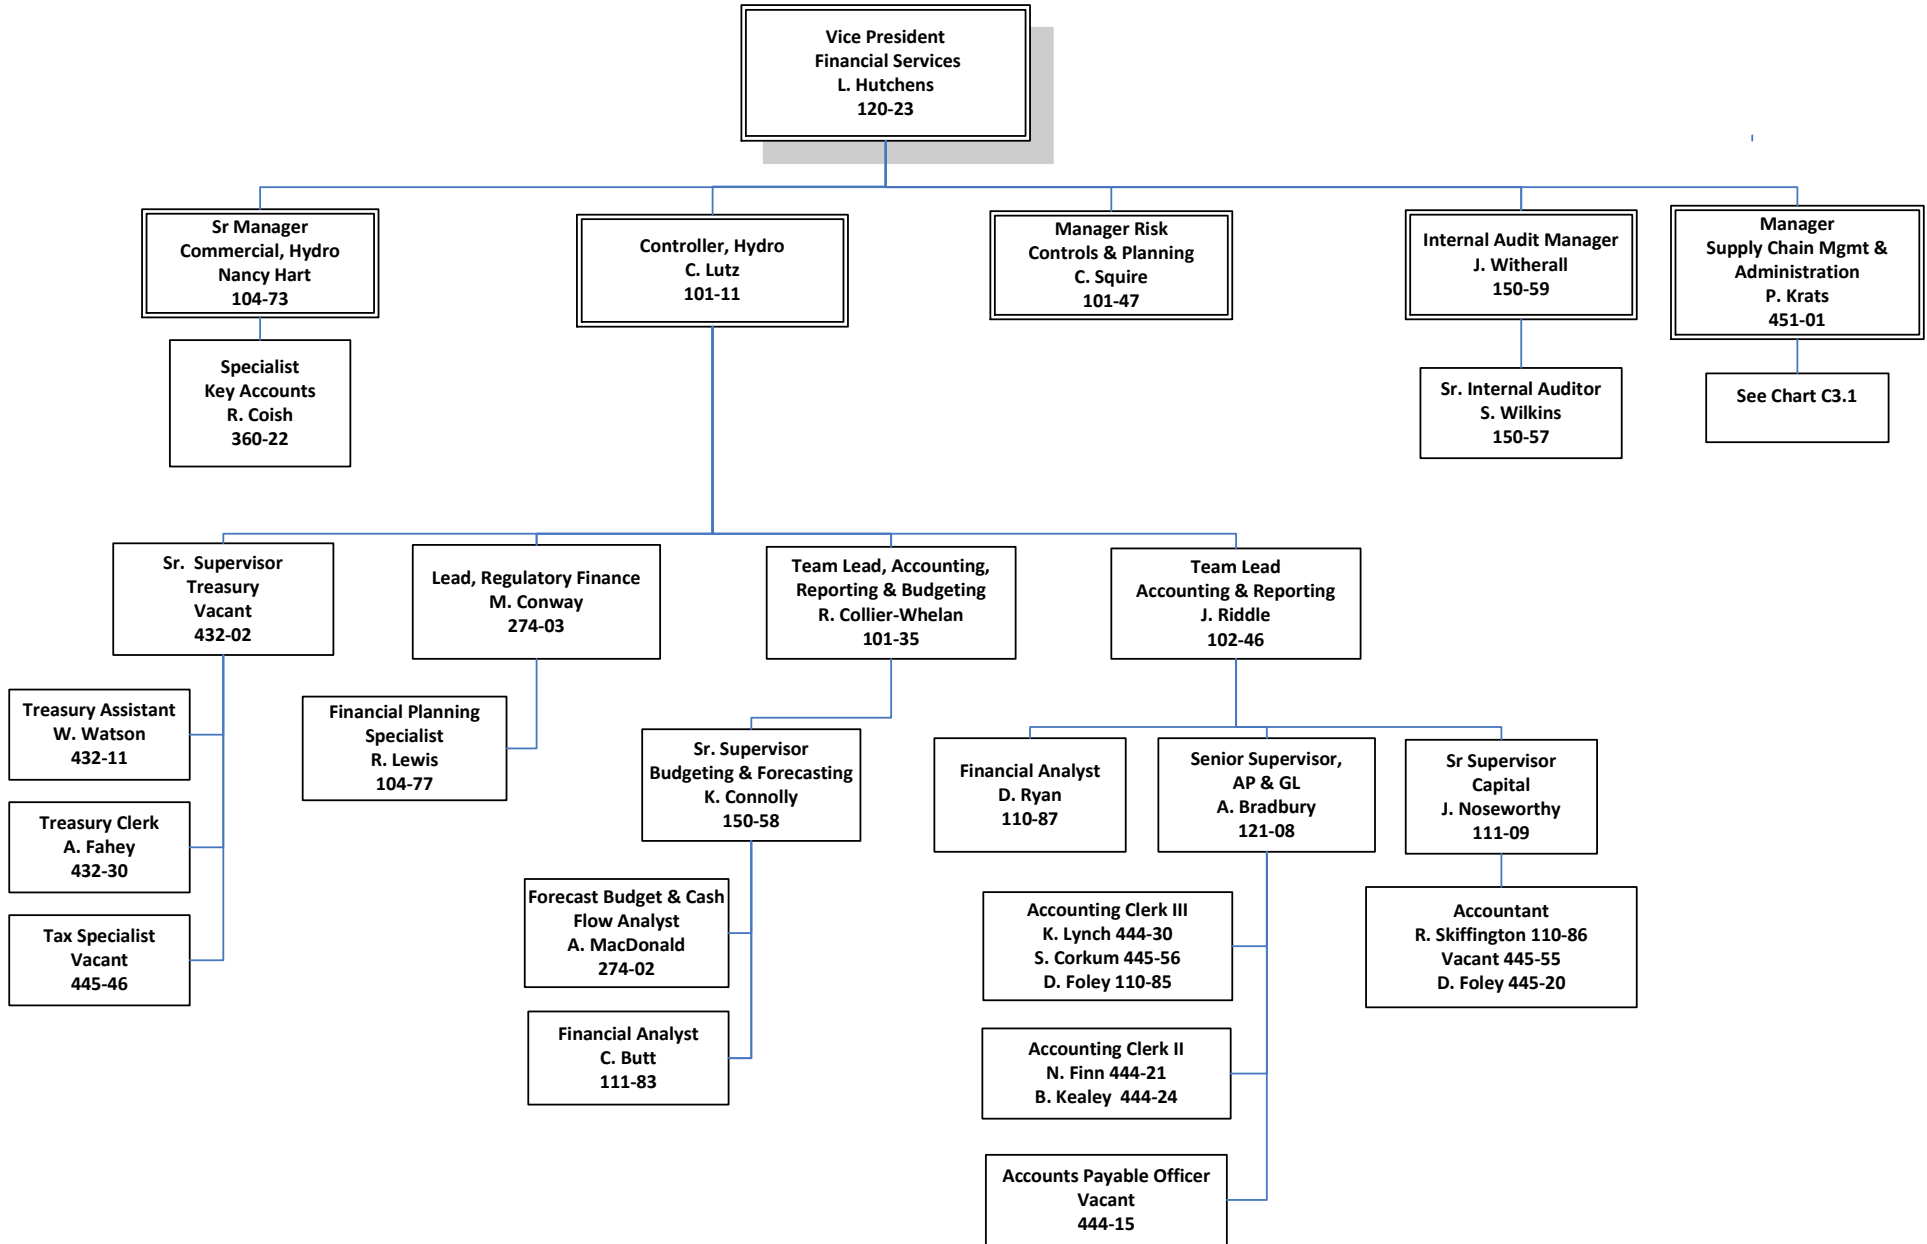 Vice President
Financial Services
L. Hutchens
120-23
Sr Manager
Commercial, Hydro
Nancy Hart
104-73
Controller, Hydro
C. Lutz
101-11
Manager Risk
Controls & Planning
C. Squire
101-47
Internal Audit Manager
J. Witherall
150-59
Manager
Supply Chain Mgmt &
Administration
P. Krats
451-01
Specialist
Key Accounts
R. Coish
360-22
Sr. Internal Auditor
S. Wilkins
150-57
See Chart C3.1
Sr. Supervisor
Treasury
Vacant
432-02
Lead, Regulatory Finance
M. Conway
274-03
Team Lead, Accounting,
Reporting & Budgeting
R. Collier-Whelan
101-35
Team Lead
Accounting & Reporting
J. Riddle
102-46
Treasury Assistant
W. Watson
432-11
Treasury Clerk
A. Fahey
432-30
Tax Specialist
Vacant
445-46
Financial Planning
Specialist
R. Lewis
104-77
Sr. Supervisor
Budgeting & Forecasting
K. Connolly
150-58
Forecast Budget & Cash
Flow Analyst
A. MacDonald
274-02
Financial Analyst
C. Butt
111-83
Financial Analyst
D. Ryan
110-87
Senior Supervisor,
AP & GL
A. Bradbury
121-08
Sr Supervisor
Capital
J. Noseworthy
111-09
Accounting Clerk III
K. Lynch 444-30
S. Corkum 445-56
D. Foley 110-85
Accountant
R. Skiffington 110-86
Vacant 445-55
D. Foley 445-20
Accounting Clerk II
N. Finn 444-21
B. Kealey 444-24
Accounts Payable Officer
Vacant
444-15